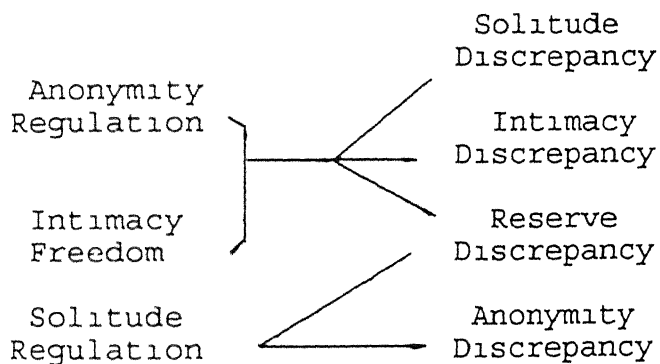 Solitude
Discrepancy
Anonymity
Regulation
Intimacy
Discrepancy
Intimacy
Freedom
Reserve
Discrepancy
Solitude
Regulation
Anonymity
Discrepancy